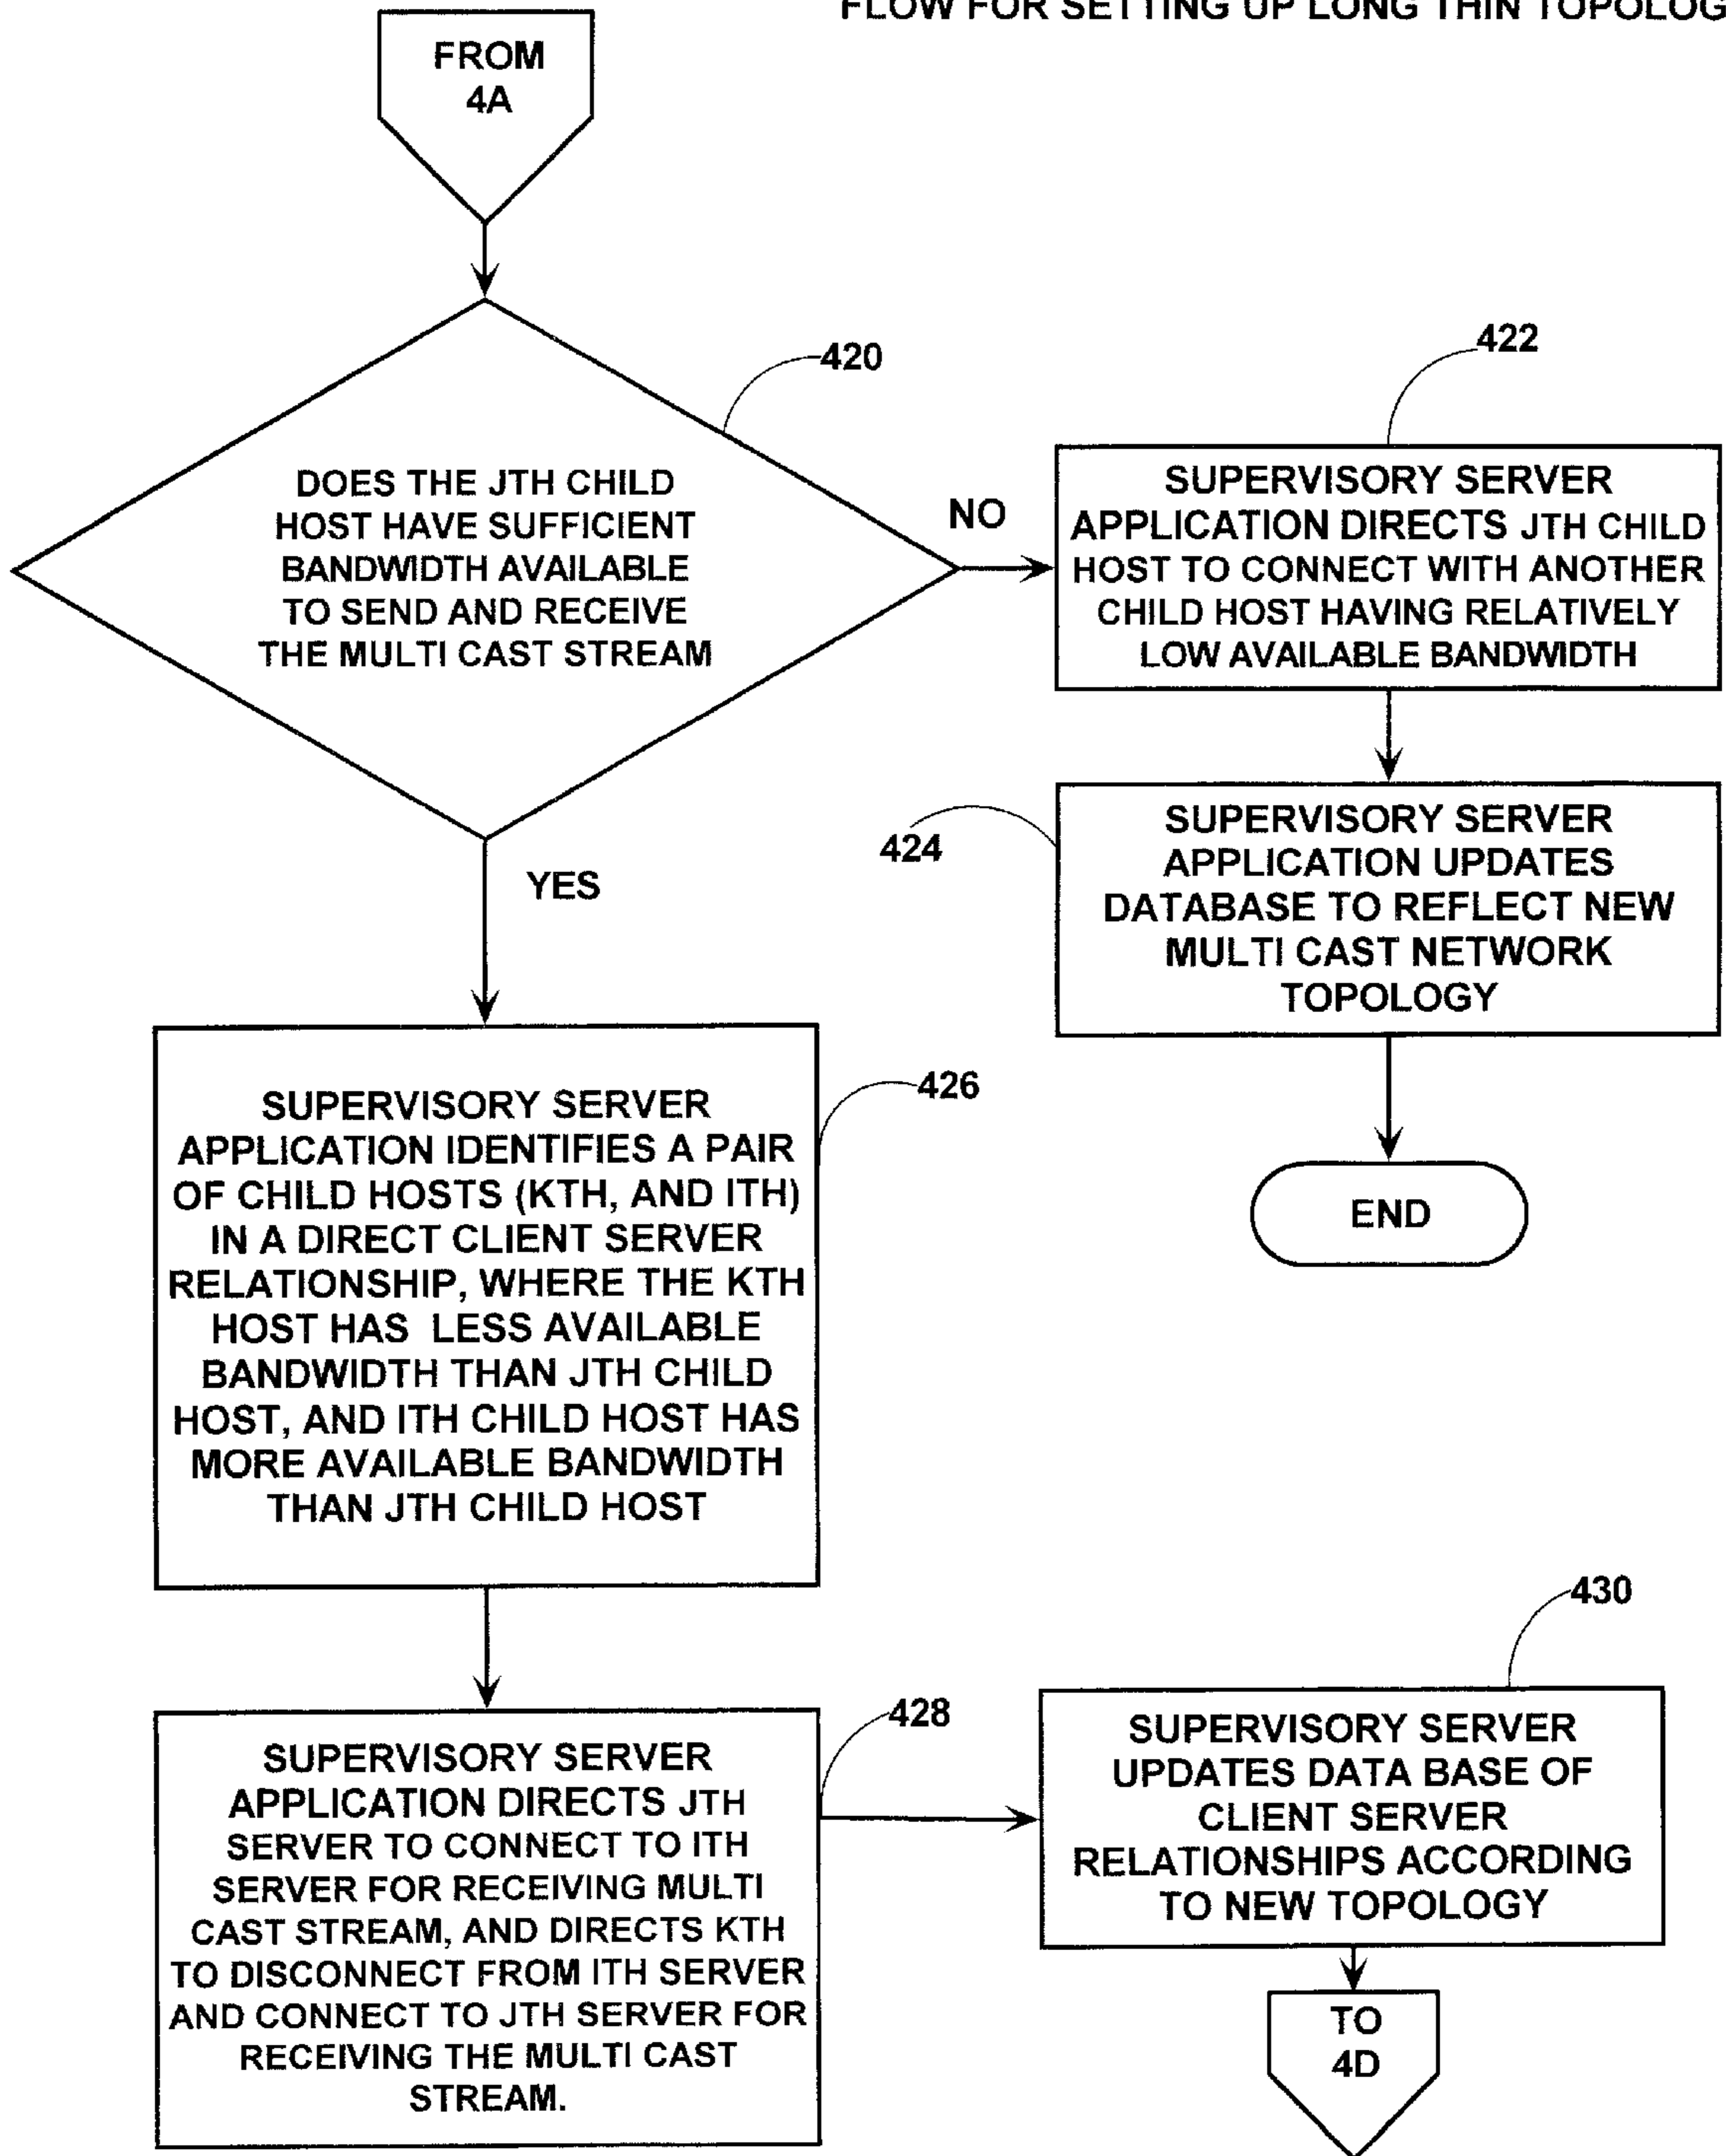 FLOW FOR SETTING UP LONG THIN TOPOLOG
FROM
4A
420
DOES THE JTH CHILD
HOST HAVE SUFFICIENT
BANDWIDTH AVAILABLE
TO SEND AND RECEIVE
THE MULTI CAST STREAM
NO
422
SUPERVISORY SERVER
APPLICATION DIRECTS JTH CHILD
HOST TO CONNECT WITH ANOTHER
CHILD HOST HAVING RELATIVELY
LOW AVAILABLE BANDWIDTH
424
SUPERVISORY SERVER
APPLICATION UPDATES
DATABASE TO REFLECT NEW
MULTI CAST NETWORK
TOPOLOGY
END
YES
426
SUPERVISORY SERVER
APPLICATION IDENTIFIES A PAIR
OF CHILD HOSTS (KTH, AND ITH)
IN A DIRECT CLIENT SERVER
RELATIONSHIP, WHERE THE KTH
HOST HAS LESS AVAILABLE
BANDWIDTH THAN JTH CHILD
HOST, AND ITH CHILD HOST HAS
MORE AVAILABLE BANDWIDTH
THAN JTH CHILD HOST
428
SUPERVISORY SERVER
APPLICATION DIRECTS JTH
SERVER TO CONNECT TO ITH
SERVER FOR RECEIVING MULTI
CAST STREAM, AND DIRECTS KTH
TO DISCONNECT FROM ITH SERVER
AND CONNECT TO JTH SERVER FOR
RECEIVING THE MULTI CAST
STREAM.
430
SUPERVISORY SERVER
UPDATES DATA BASE OF
CLIENT SERVER
RELATIONSHIPS ACCORDING
TO NEW TOPOLOGY
TO
4D